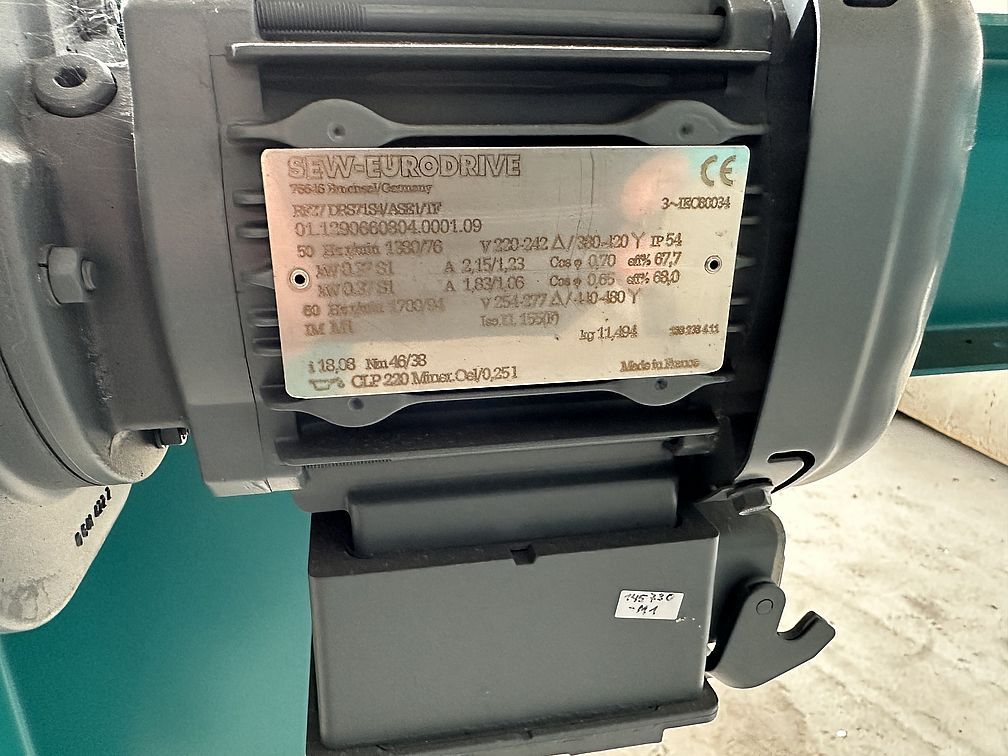 SEW-EURODRIVE CE
76646 Bruchsal/Germany
RF27 DRS71S4/ASE1/TF 3~IEC60034
01.1290660804.0001.09
50 Hz r/min 1380/76 V 220-242 Δ/380-420 Y IP 54
kW 0.37 S1 A 2,15/1,23 Cos φ 0,70 eff% 67,7
kW 0.37 S1 A 1,83/1,06 Cos φ 0,65 eff% 68,0
60 Hz r/min 1700/94 V 254-277 Δ/440-480 Y
IM M1 Iso.Kl. 155(F) kg 11,494
i 18,08 Nm 46/38 Made in France
CLP 220 Miner.Oel/0,25 l
-M1